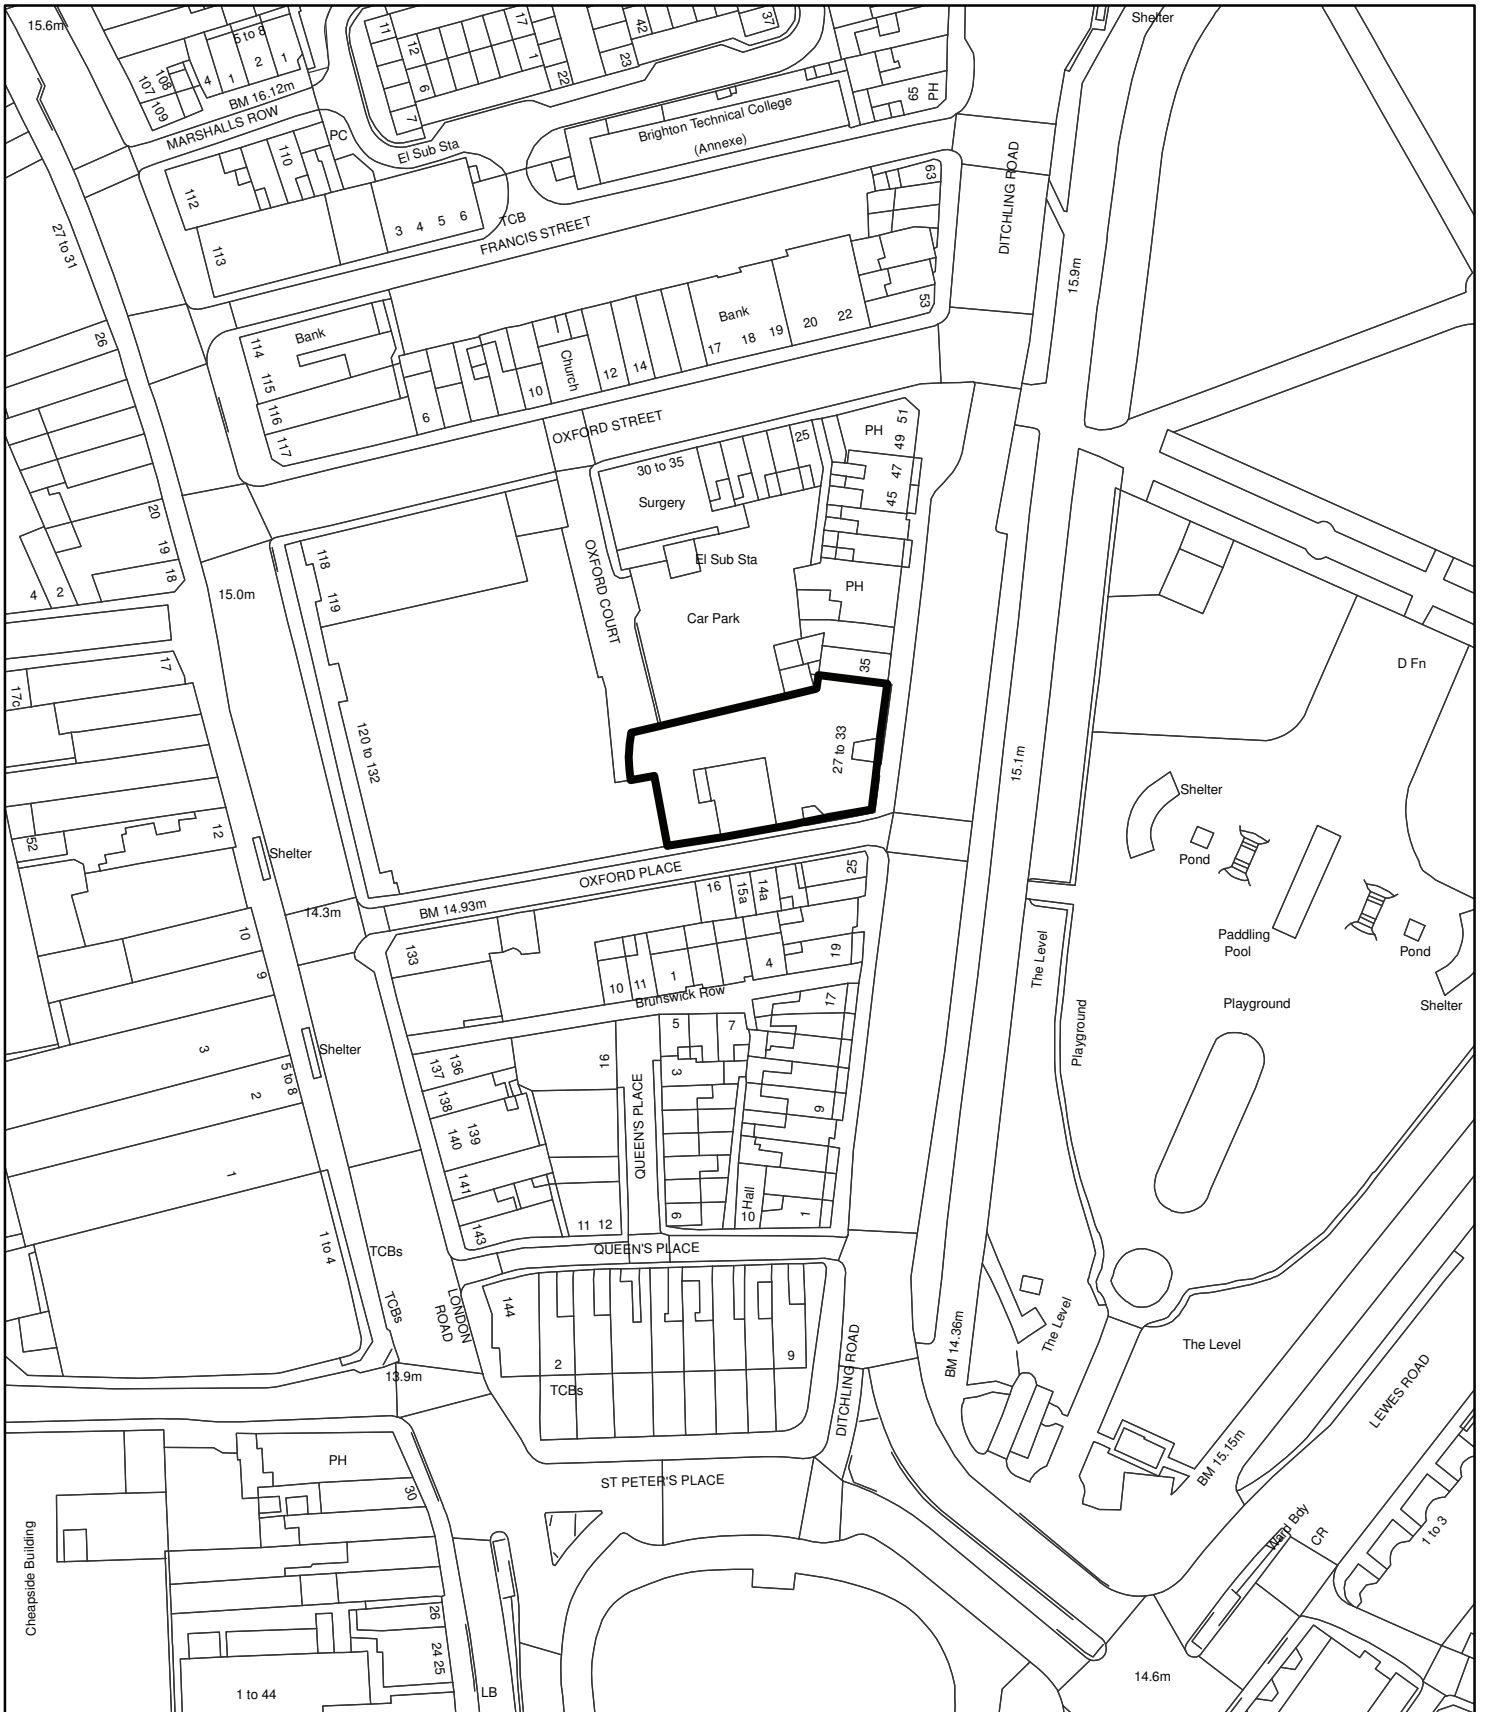 15.6m
5 to 8
107
108
109
4
1
2
1
BM 16.12m
MARSHALLS ROW
11
12
6
7
17
1
22
42
23
37
Shelter
65
PH
Brighton Technical College
(Annexe)
PC
El Sub Sta
110
112
113
3 4 5 6
TCB
FRANCIS STREET
63
DITCHLING ROAD
27 to 31
15.9m
26
Bank
114
115
116
117
6
10
Church
12
14
Bank
17
18
19
20
22
53
OXFORD STREET
PH
51
49
47
45
25
30 to 35
Surgery
El Sub Sta
OXFORD COURT
118
119
20
19
18
4
2
15.0m
PH
Car Park
35
D Fn
17
17c
120 to 132
27 to 33
15.1m
Shelter
Pond
52
12
Shelter
OXFORD PLACE
BM 14.93m
14.3m
16
15a
14a
25
133
10
9
10
11
1
4
19
Brunswick Row
The Level
Paddling
Pool
Pond
Playground
Shelter
Playground
17
5
7
3
3
2
5 to 8
Shelter
137
136
138
139
140
141
143
16
QUEEN'S PLACE
9
Hall
10
1
6
11 12
1
1 to 4
TCBs
TCBs
QUEEN'S PLACE
LONDON
ROAD
144
2
9
TCBs
DITCHLING ROAD
BM 14.36m
The Level
The Level
LEWES ROAD
13.9m
ST PETER'S PLACE
BM 15.15m
PH
30
Cheapside Building
26
24 25
1 to 44
LB
Ward Bdy
CR
1 to 3
14.6m